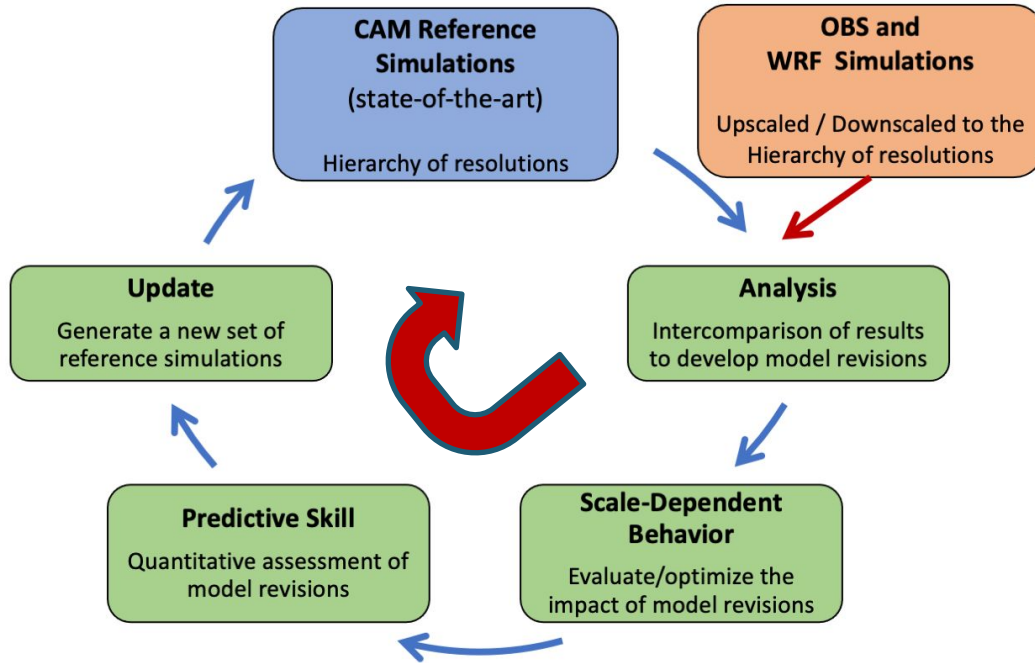 CAM Reference
Simulations
(state-of-the-art)
Hierarchy of resolutions
OBS and
WRF Simulations
Upscaled / Downscaled to the
Hierarchy of resolutions
Analysis
Intercomparison of results
to develop model revisions
Scale-Dependent
Behavior
Evaluate/optimize the
impact of model revisions
Predictive Skill
Quantitative assessment of
model revisions
Update
Generate a new set of
reference simulations